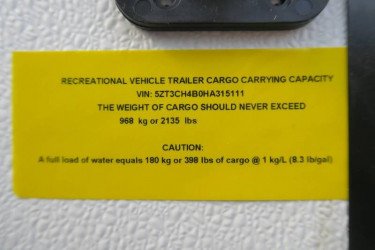 RECREATIONAL VEHICLE TRAILER CARGO CARRYING CAPACITY
VIN: 5ZT3CH4B0HA315111
THE WEIGHT OF CARGO SHOULD NEVER EXCEED
968 kg or 2135 lbs
CAUTION:
A full load of water equals 180 kg or 398 lbs of cargo @ 1 kg/L (8.3 lb/gal)